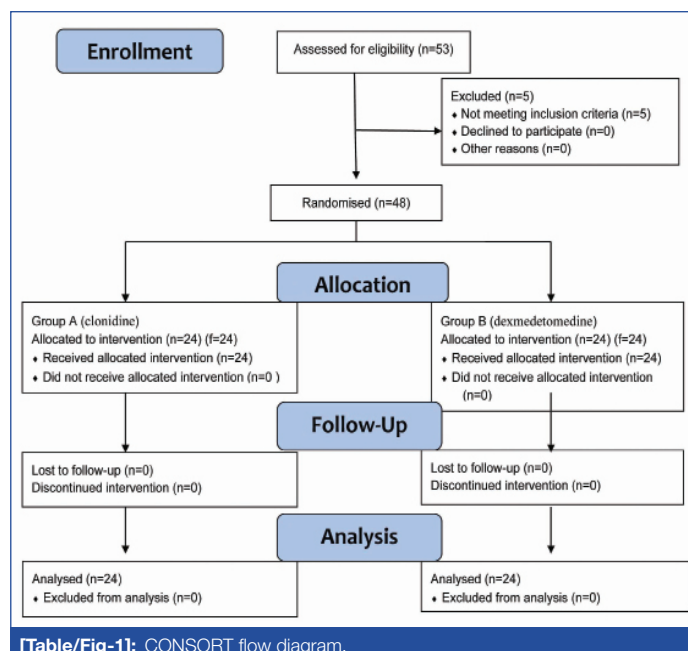 Enrollment
Assessed for eligibility (n=53)
Excluded (n=5)
♦ Not meeting inclusion criteria (n=5)
♦ Declined to participate (n=0)
♦ Other reasons (n=0)
Randomised (n=48)
Allocation
Group A (clonidine)
Allocated to intervention (n=24) (f=24)
♦ Received allocated intervention (n=24)
♦ Did not receive allocated intervention (n=0 )
Group B (dexmedetomedine)
Allocated to intervention (n=24) (f=24)
♦ Received allocated intervention (n=24)
♦ Did not receive allocated intervention
(n=0)
Follow-Up
Lost to follow-up (n=0)
Discontinued intervention (n=0)
Lost to follow-up (n=0)
Discontinued intervention (n=0)
Analysis
Analysed (n=24)
♦ Excluded from analysis (n=0)
Analysed (n=24)
♦ Excluded from analysis (n=0)
[Table/Fig-1]: CONSORT flow diagram.